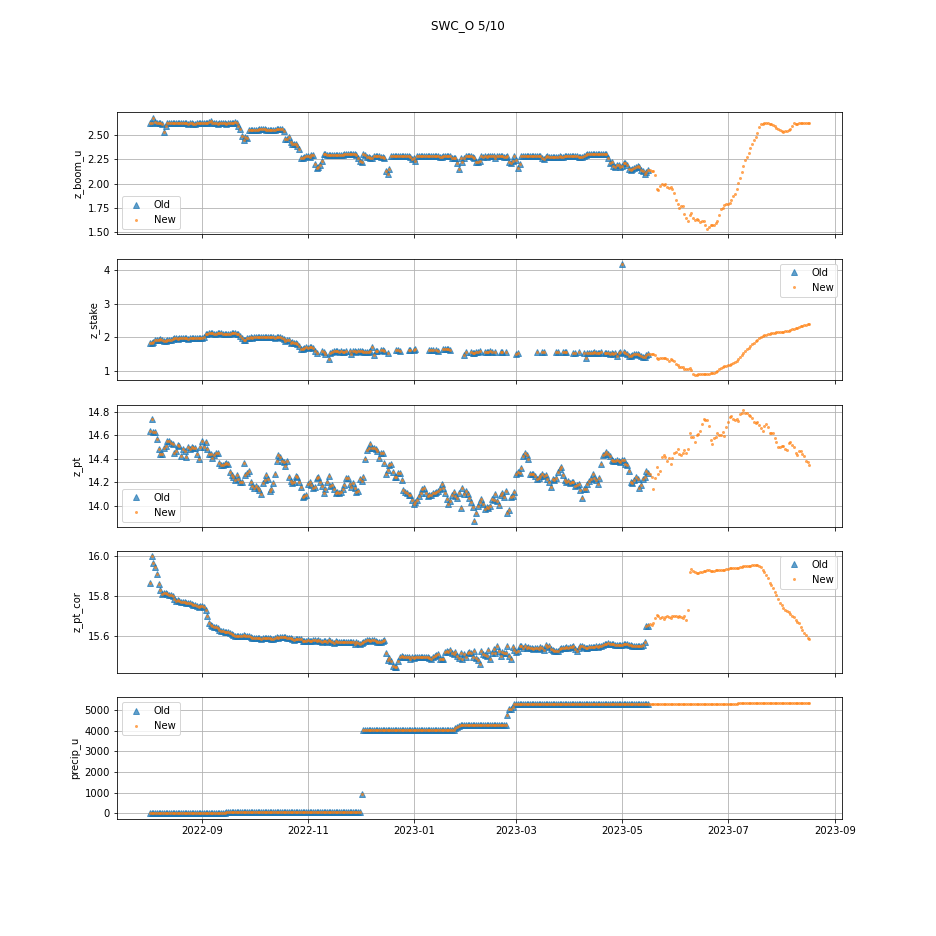 SWC_O 5/10
z_boom_u
2.50
2.25
2.00
1.75
1.50
Old
New
z_stake
4
3
2
1
Old
New
z_pt
14.8
14.6
14.4
14.2
14.0
Old
New
z_pt_cor
16.0
15.8
15.6
Old
New
precip_u
5000
4000
3000
2000
1000
0
Old
New
2022-09 2022-11 2023-01 2023-03 2023-05 2023-07 2023-09